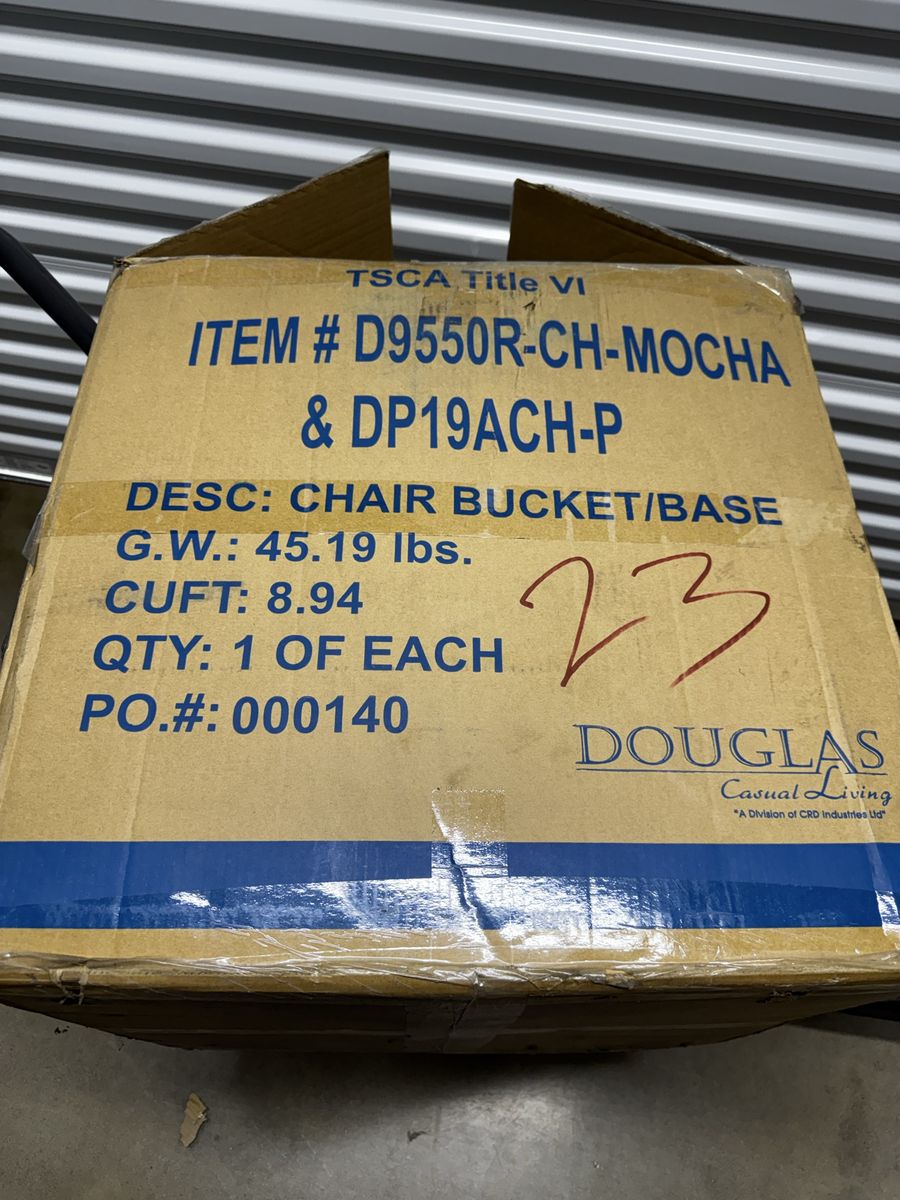 TSCA Title VI
ITEM # D9550R-CH-MOCHA
& DP19ACH-P
DESC: CHAIR BUCKET/BASE
G.W.: 45.19 lbs.
CUFT: 8.94
QTY: 1 OF EACH
PO.#: 000140
23
DOUGLAS
Casual Living
"A Division of CRD Industries Ltd"